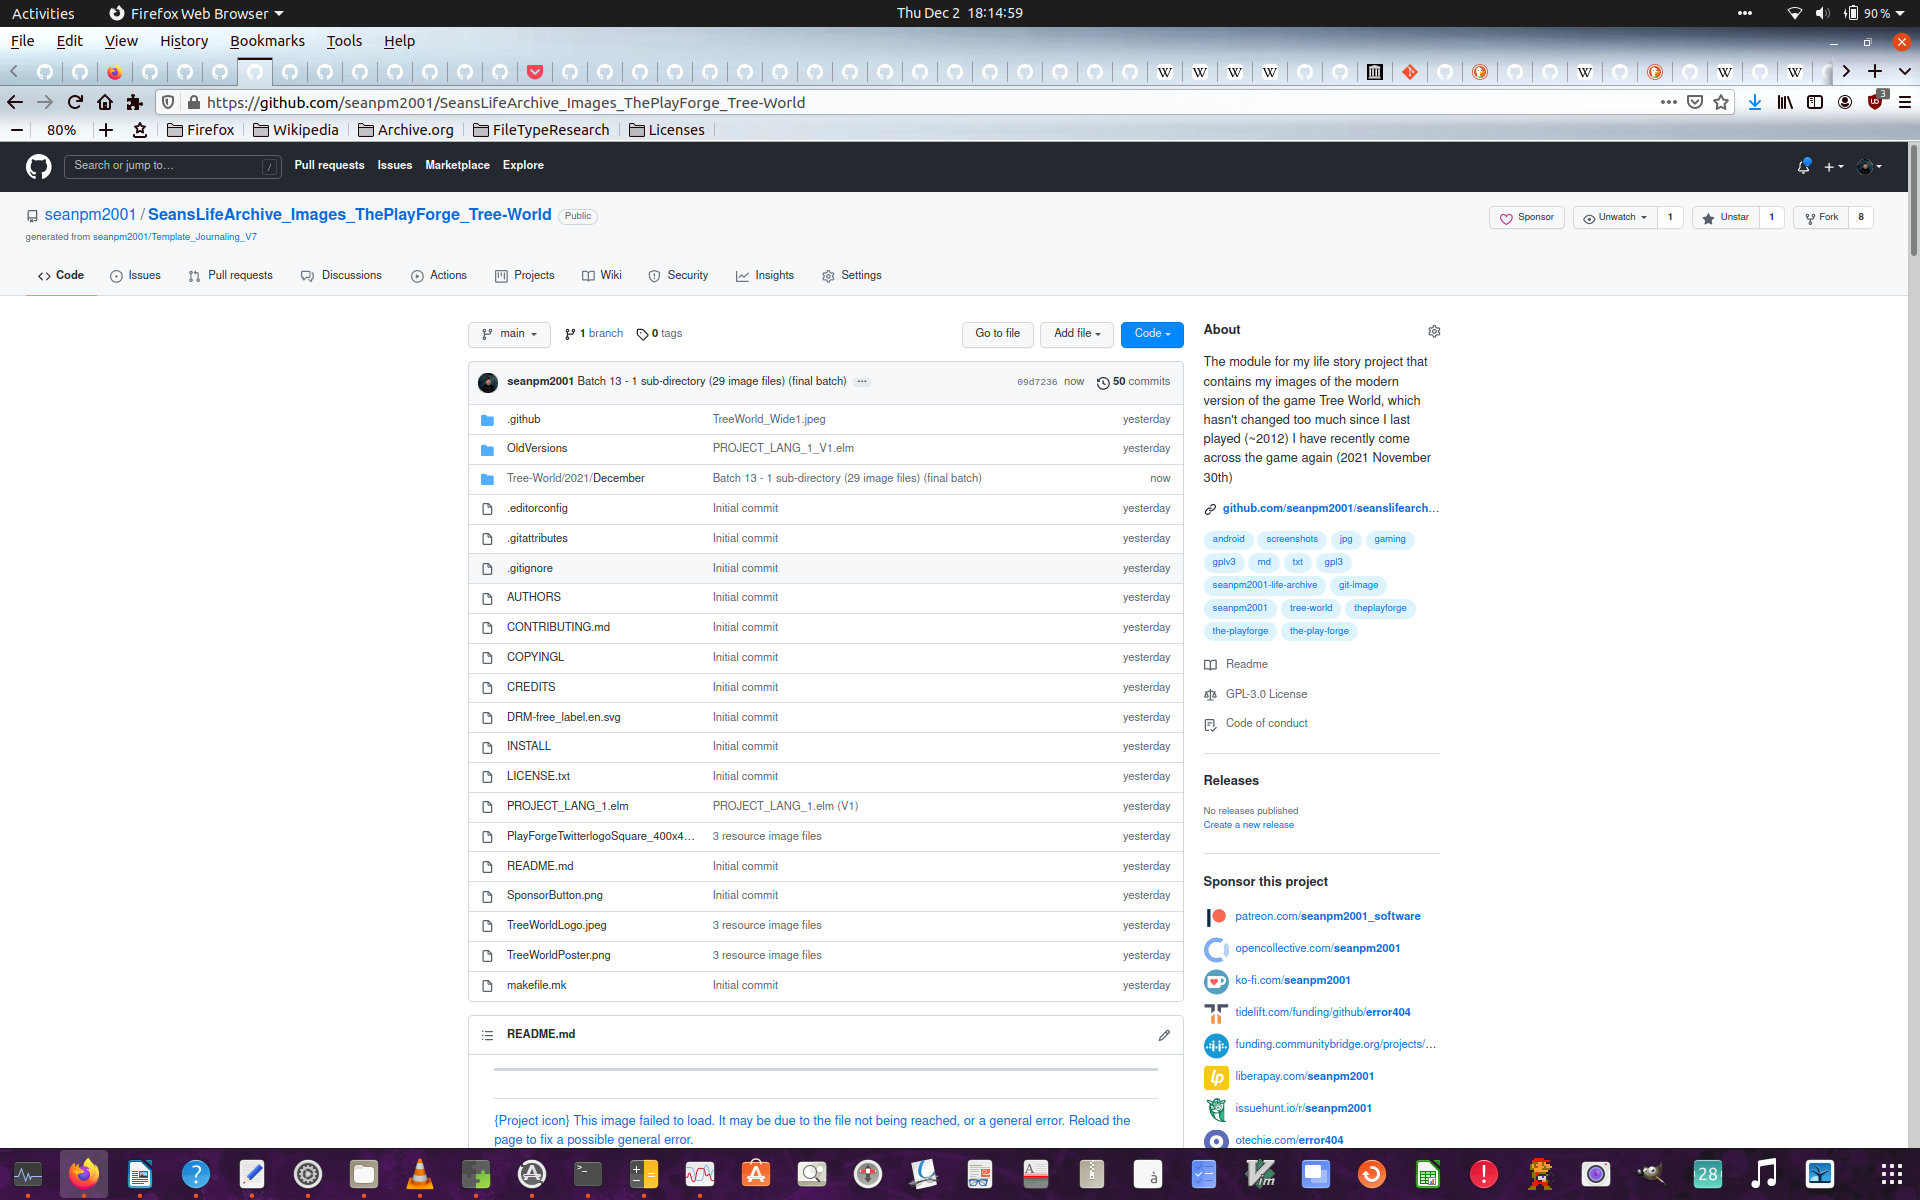 Activities
Firefox Web Browser
Thu Dec 2 18:14:59
90 %
File Edit View History Bookmarks Tools Help
https://github.com/seanpm2001/SeansLifeArchive_Images_ThePlayForge_Tree-World
3
80%
Firefox
Wikipedia
Archive.org
FileTypeResearch
Licenses
Search or jump to…
/
Pull requests
Issues
Marketplace
Explore
seanpm2001 / SeansLifeArchive_Images_ThePlayForge_Tree-World
Public
generated from seanpm2001/Template_Journaling_V7
Sponsor
Unwatch 1
Unstar 1
Fork 8
Code
Issues
Pull requests
Discussions
Actions
Projects
Wiki
Security
Insights
Settings
main
1 branch
0 tags
Go to file
Add file
Code
seanpm2001 Batch 13 - 1 sub-directory (29 image files) (final batch) ...
09d7236 now
50 commits
.github TreeWorld_Wide1.jpeg yesterday
OldVersions PROJECT_LANG_1_V1.elm yesterday
Tree-World/2021/December Batch 13 - 1 sub-directory (29 image files) (final batch) now
.editorconfig Initial commit yesterday
.gitattributes Initial commit yesterday
.gitignore Initial commit yesterday
AUTHORS Initial commit yesterday
CONTRIBUTING.md Initial commit yesterday
COPYINGL Initial commit yesterday
CREDITS Initial commit yesterday
DRM-free_label.en.svg Initial commit yesterday
INSTALL Initial commit yesterday
LICENSE.txt Initial commit yesterday
PROJECT_LANG_1.elm PROJECT_LANG_1.elm (V1) yesterday
PlayForgeTwitterlogoSquare_400x4… 3 resource image files yesterday
README.md Initial commit yesterday
SponsorButton.png Initial commit yesterday
TreeWorldLogo.jpeg 3 resource image files yesterday
TreeWorldPoster.png 3 resource image files yesterday
makefile.mk Initial commit yesterday
README.md
{Project icon} This image failed to load. It may be due to the file not being reached, or a general error. Reload the
page to fix a possible general error.
About
The module for my life story project that
contains my images of the modern
version of the game Tree World, which
hasn't changed too much since I last
played (~2012) I have recently come
across the game again (2021 November
30th)
github.com/seanpm2001/seanslifearch…
android screenshots jpg gaming
gplv3 md txt gpl3
seanpm2001-life-archive git-image
seanpm2001 tree-world theplayforge
the-playforge the-play-forge
Readme
GPL-3.0 License
Code of conduct
Releases
No releases published
Create a new release
Sponsor this project
patreon.com/seanpm2001_software
opencollective.com/seanpm2001
ko-fi.com/seanpm2001
tidelift.com/funding/github/error404
funding.communitybridge.org/projects/…
liberapay.com/seanpm2001
issuehunt.io/r/seanpm2001
otechie.com/error404
28